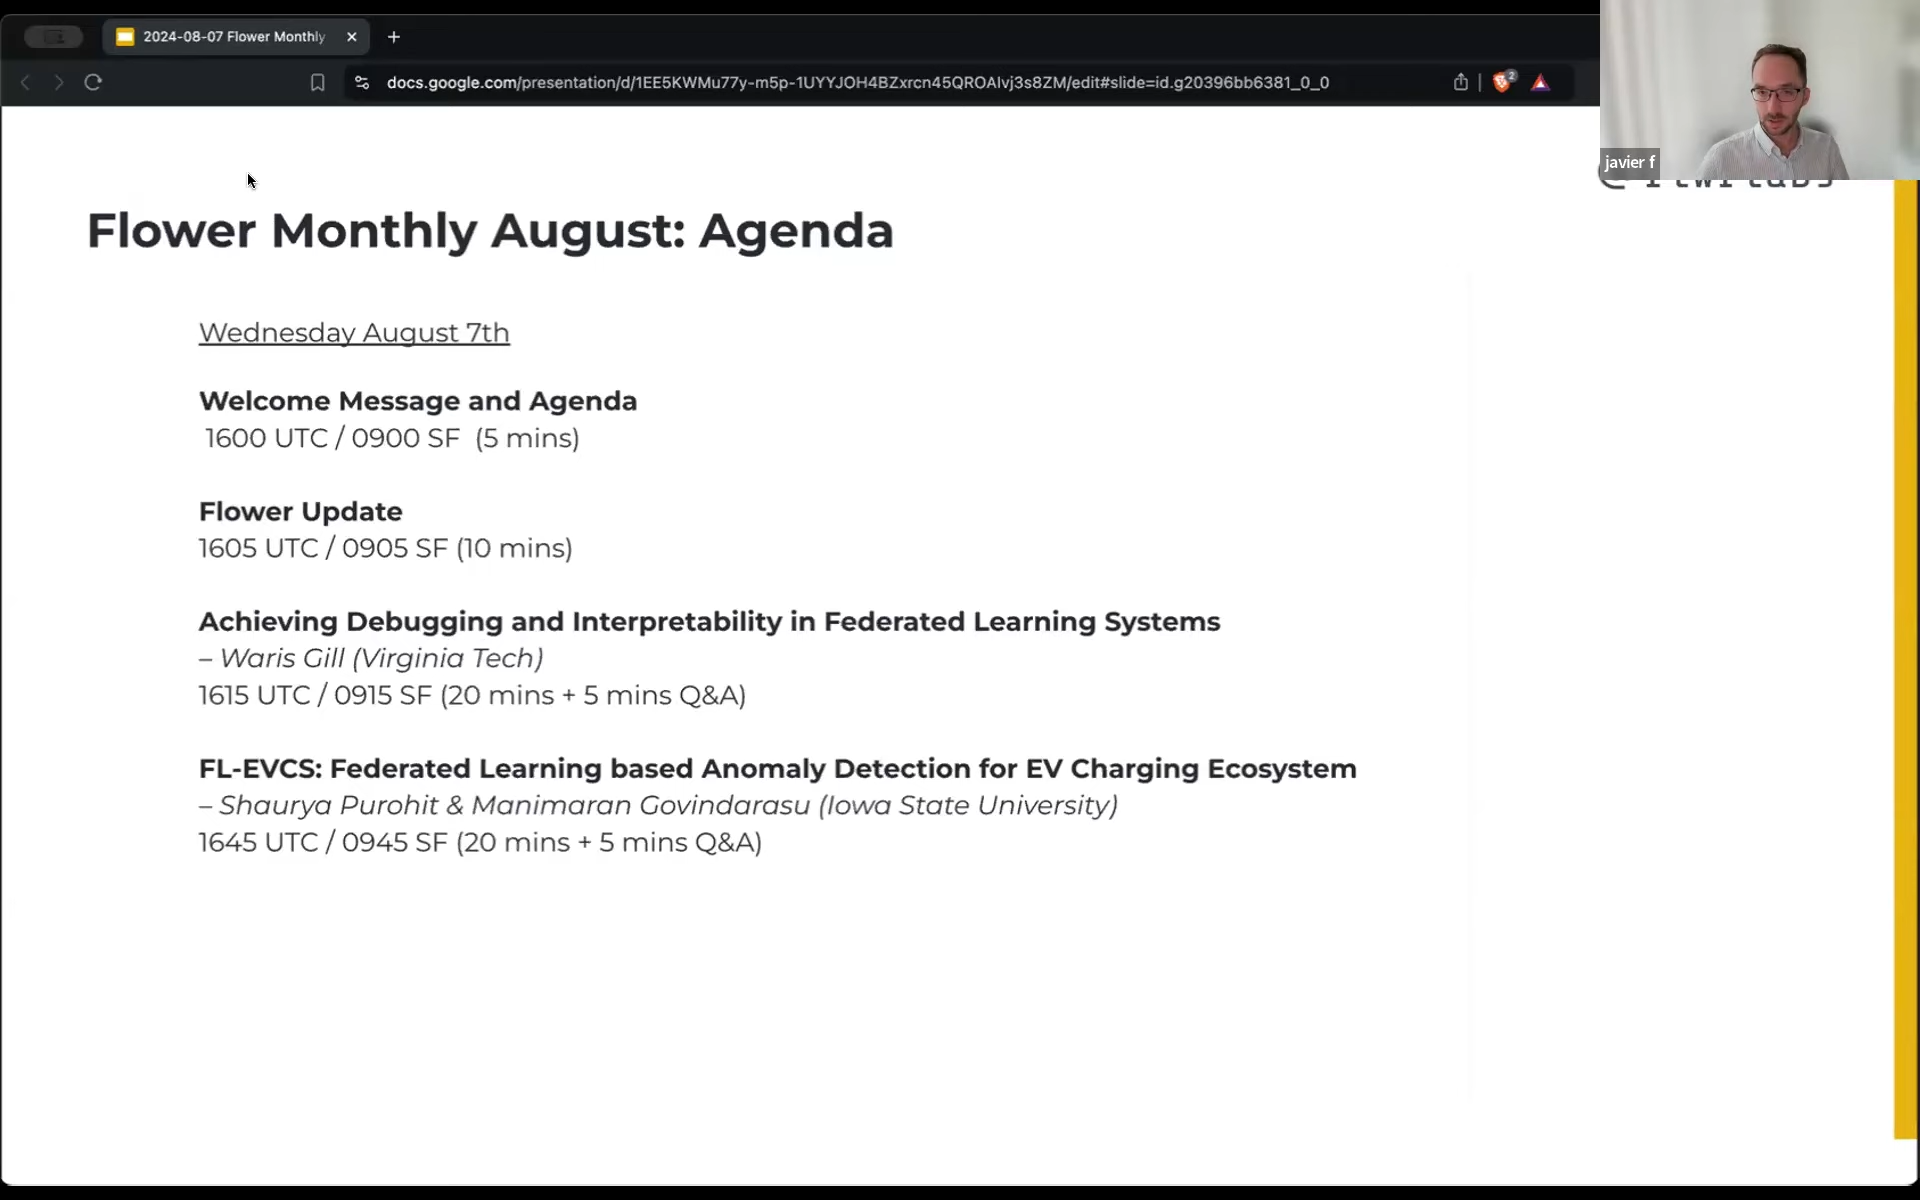 2024-08-07 Flower Monthly
docs.google.com/presentation/d/1EE5KWMu77y-m5p-1UYYJOH4BZxrcn45QROAIvj3s8ZM/edit#slide=id.g20396bb6381_0_0
2
javier f
Flower Monthly August: Agenda
Wednesday August 7th
Welcome Message and Agenda
1600 UTC / 0900 SF (5 mins)
Flower Update
1605 UTC / 0905 SF (10 mins)
Achieving Debugging and Interpretability in Federated Learning Systems
– Waris Gill (Virginia Tech)
1615 UTC / 0915 SF (20 mins + 5 mins Q&A)
FL-EVCS: Federated Learning based Anomaly Detection for EV Charging Ecosystem
– Shaurya Purohit & Manimaran Govindarasu (Iowa State University)
1645 UTC / 0945 SF (20 mins + 5 mins Q&A)